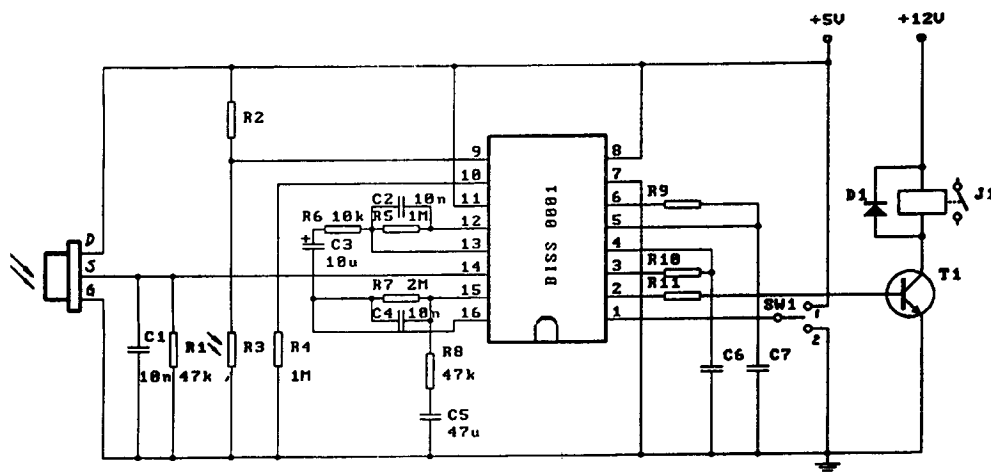 +5V
+12V
R2
9
8
10
7
11
C2
10n
6
R9
D1
J1
R6
10k
R5
1M
12
5
C3
10u
13
4
D
S
G
14
3
R10
T1
R7
2M
15
2
R11
C4
10n
16
1
SW1
1
2
BISS 0001
C1
10n
R1
47k
R3
R4
1M
R8
47k
C5
47u
C6
C7